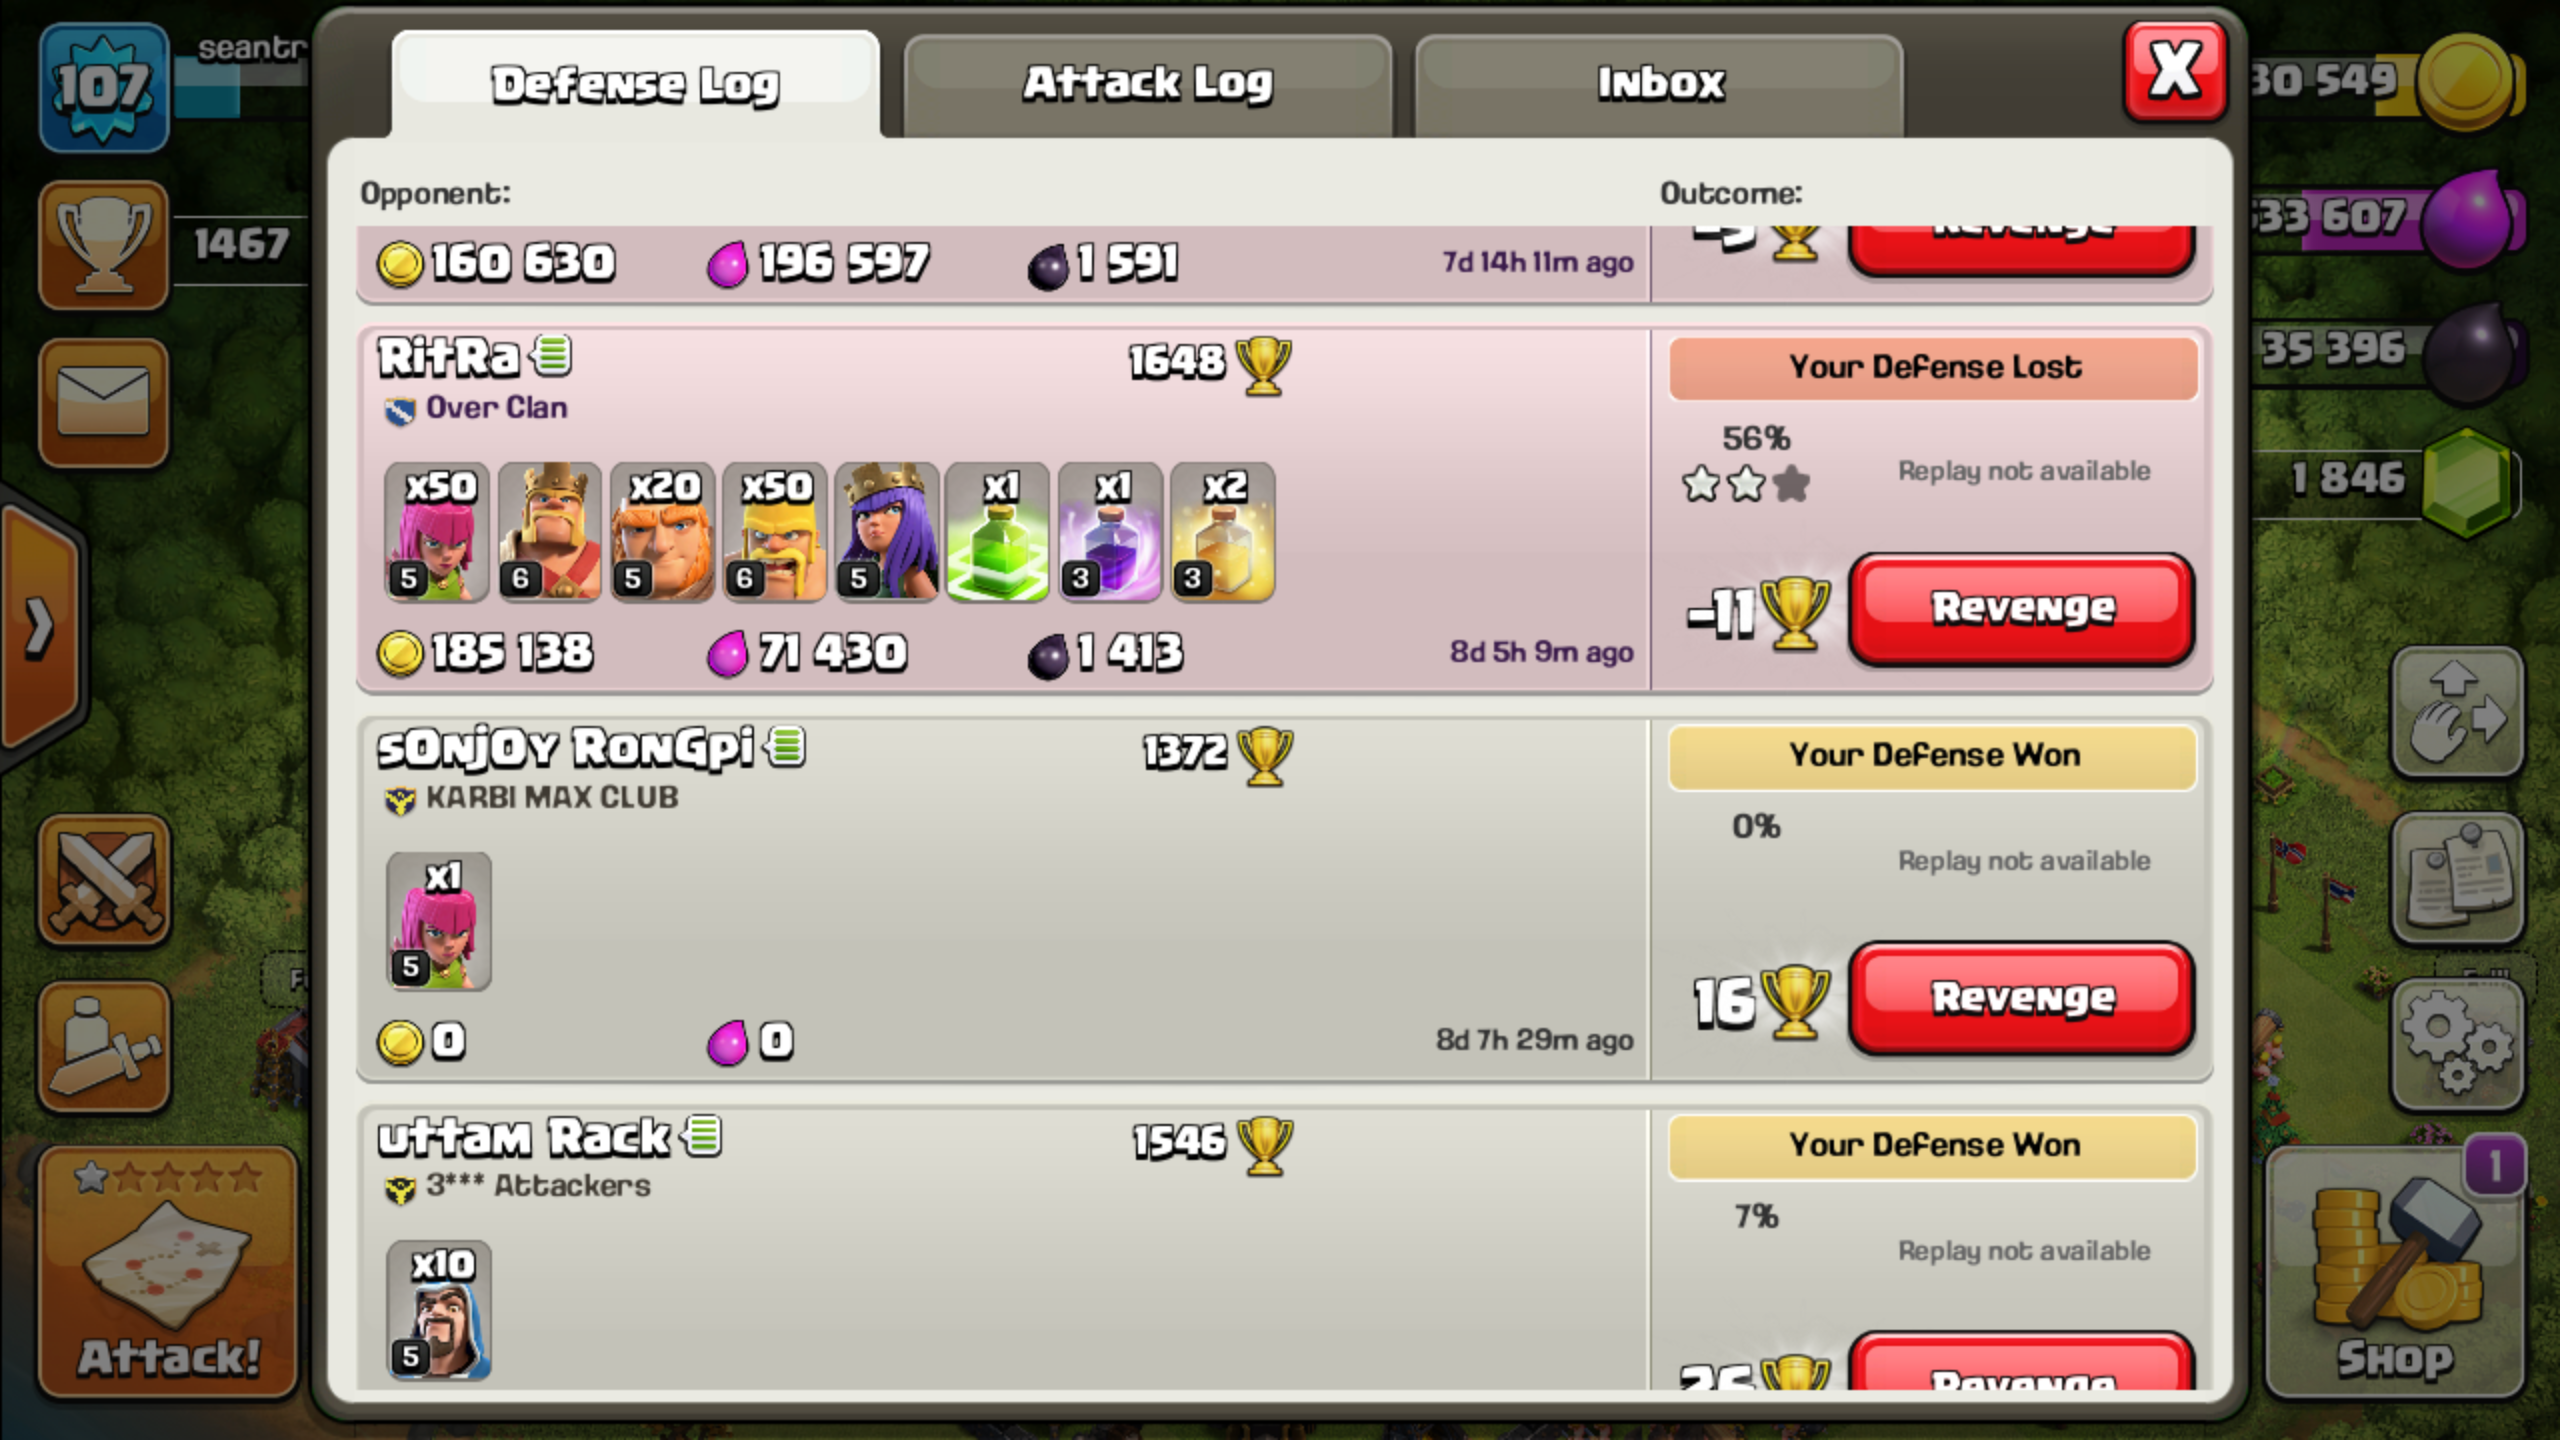 107
seantr
Defense Log
Attack Log
Inbox
X
30 549
1467
Opponent:
Outcome:
33 607
160 630
196 597
1 591
7d 14h 11m ago
Revenge
RitRa
1648
Your Defense Lost
35 396
Over Clan
56%
Replay not available
1 846
x50
x20
x50
x1
x1
x2
5
6
5
6
5
3
3
-11
Revenge
185 138
71 430
1 413
8d 5h 9m ago
sOnjOy RonGpi
1372
Your Defense Won
KARBI MAX CLUB
0%
Replay not available
x1
5
16
Revenge
0
0
8d 7h 29m ago
uttam Rack
1546
Your Defense Won
3*** Attackers
7%
Replay not available
1
x10
5
Revenge
Attack!
Shop